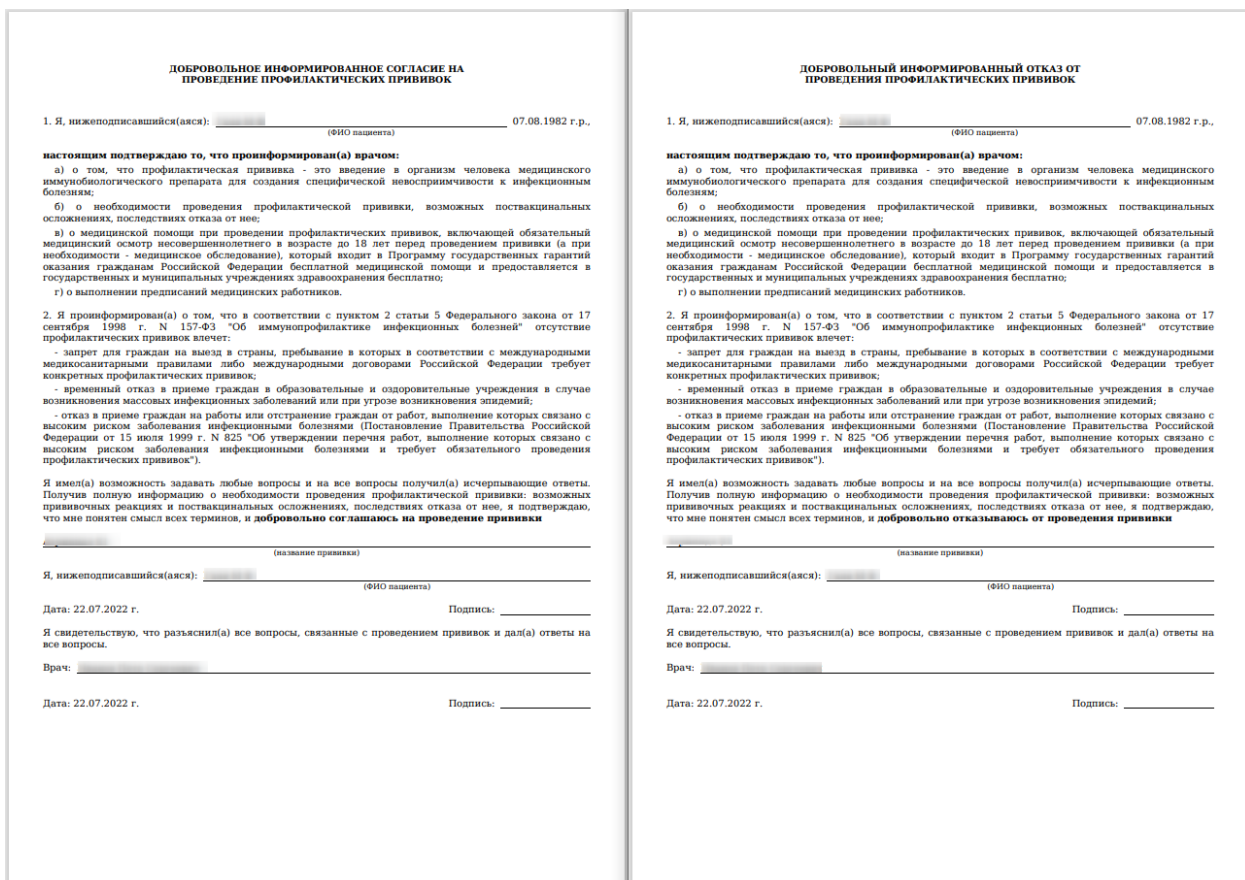 ДОБРОВОЛЬНОЕ ИНФОРМИРОВАННОЕ СОГЛАСИЕ НА
ПРОВЕДЕНИЕ ПРОФИЛАКТИЧЕСКИХ ПРИВИВОК
1. Я, нижеподписавшийся(аяся): 07.08.1982 г.р.,
(ФИО пациента)
настоящим подтверждаю то, что проинформирован(а) врачом:
а) о том, что профилактическая прививка - это введение в организм человека медицинского
иммунобиологического препарата для создания специфической невосприимчивости к инфекционным
болезням;
б) о необходимости проведения профилактической прививки, возможных поствакцинальных
осложнениях, последствиях отказа от нее;
в) о медицинской помощи при проведении профилактических прививок, включающей обязательный
медицинский осмотр несовершеннолетнего в возрасте до 18 лет перед проведением прививки (а при
необходимости - медицинское обследование), который входит в Программу государственных гарантий
оказания гражданам Российской Федерации бесплатной медицинской помощи и предоставляется в
государственных и муниципальных учреждениях здравоохранения бесплатно;
г) о выполнении предписаний медицинских работников.
2. Я проинформирован(а) о том, что в соответствии с пунктом 2 статьи 5 Федерального закона от 17
сентября 1998 г. N 157-ФЗ "Об иммунопрофилактике инфекционных болезней" отсутствие
профилактических прививок влечет:
- запрет для граждан на выезд в страны, пребывание в которых в соответствии с международными
медикосанитарными правилами либо международными договорами Российской Федерации требует
конкретных профилактических прививок;
- временный отказ в приеме граждан в образовательные и оздоровительные учреждения в случае
возникновения массовых инфекционных заболеваний или при угрозе возникновения эпидемий;
- отказ в приеме граждан на работы или отстранение граждан от работ, выполнение которых связано с
высоким риском заболевания инфекционными болезнями (Постановление Правительства Российской
Федерации от 15 июля 1999 г. N 825 "Об утверждении перечня работ, выполнение которых связано с
высоким риском заболевания инфекционными болезнями и требует обязательного проведения
профилактических прививок").
Я имел(а) возможность задавать любые вопросы и на все вопросы получил(а) исчерпывающие ответы.
Получив полную информацию о необходимости проведения профилактической прививки: возможных
прививочных реакциях и поствакцинальных осложнениях, последствиях отказа от нее, я подтверждаю,
что мне понятен смысл всех терминов, и добровольно соглашаюсь на проведение прививки
(название прививки)
Я, нижеподписавшийся(аяся):
(ФИО пациента)
Дата: 22.07.2022 г. Подпись:
Я свидетельствую, что разъяснил(а) все вопросы, связанные с проведением прививок и дал(а) ответы на
все вопросы.
Врач:
Дата: 22.07.2022 г. Подпись:
ДОБРОВОЛЬНЫЙ ИНФОРМИРОВАННЫЙ ОТКАЗ ОТ
ПРОВЕДЕНИЯ ПРОФИЛАКТИЧЕСКИХ ПРИВИВОК
1. Я, нижеподписавшийся(аяся): 07.08.1982 г.р.,
(ФИО пациента)
настоящим подтверждаю то, что проинформирован(а) врачом:
а) о том, что профилактическая прививка - это введение в организм человека медицинского
иммунобиологического препарата для создания специфической невосприимчивости к инфекционным
болезням;
б) о необходимости проведения профилактической прививки, возможных поствакцинальных
осложнениях, последствиях отказа от нее;
в) о медицинской помощи при проведении профилактических прививок, включающей обязательный
медицинский осмотр несовершеннолетнего в возрасте до 18 лет перед проведением прививки (а при
необходимости - медицинское обследование), который входит в Программу государственных гарантий
оказания гражданам Российской Федерации бесплатной медицинской помощи и предоставляется в
государственных и муниципальных учреждениях здравоохранения бесплатно;
г) о выполнении предписаний медицинских работников.
2. Я проинформирован(а) о том, что в соответствии с пунктом 2 статьи 5 Федерального закона от 17
сентября 1998 г. N 157-ФЗ "Об иммунопрофилактике инфекционных болезней" отсутствие
профилактических прививок влечет:
- запрет для граждан на выезд в страны, пребывание в которых в соответствии с международными
медикосанитарными правилами либо международными договорами Российской Федерации требует
конкретных профилактических прививок;
- временный отказ в приеме граждан в образовательные и оздоровительные учреждения в случае
возникновения массовых инфекционных заболеваний или при угрозе возникновения эпидемий;
- отказ в приеме граждан на работы или отстранение граждан от работ, выполнение которых связано с
высоким риском заболевания инфекционными болезнями (Постановление Правительства Российской
Федерации от 15 июля 1999 г. N 825 "Об утверждении перечня работ, выполнение которых связано с
высоким риском заболевания инфекционными болезнями и требует обязательного проведения
профилактических прививок").
Я имел(а) возможность задавать любые вопросы и на все вопросы получил(а) исчерпывающие ответы.
Получив полную информацию о необходимости проведения профилактической прививки: возможных
прививочных реакциях и поствакцинальных осложнениях, последствиях отказа от нее, я подтверждаю,
что мне понятен смысл всех терминов, и добровольно отказываюсь от проведения прививки
(название прививки)
Я, нижеподписавшийся(аяся):
(ФИО пациента)
Дата: 22.07.2022 г. Подпись:
Я свидетельствую, что разъяснил(а) все вопросы, связанные с проведением прививок и дал(а) ответы на
все вопросы.
Врач:
Дата: 22.07.2022 г. Подпись: